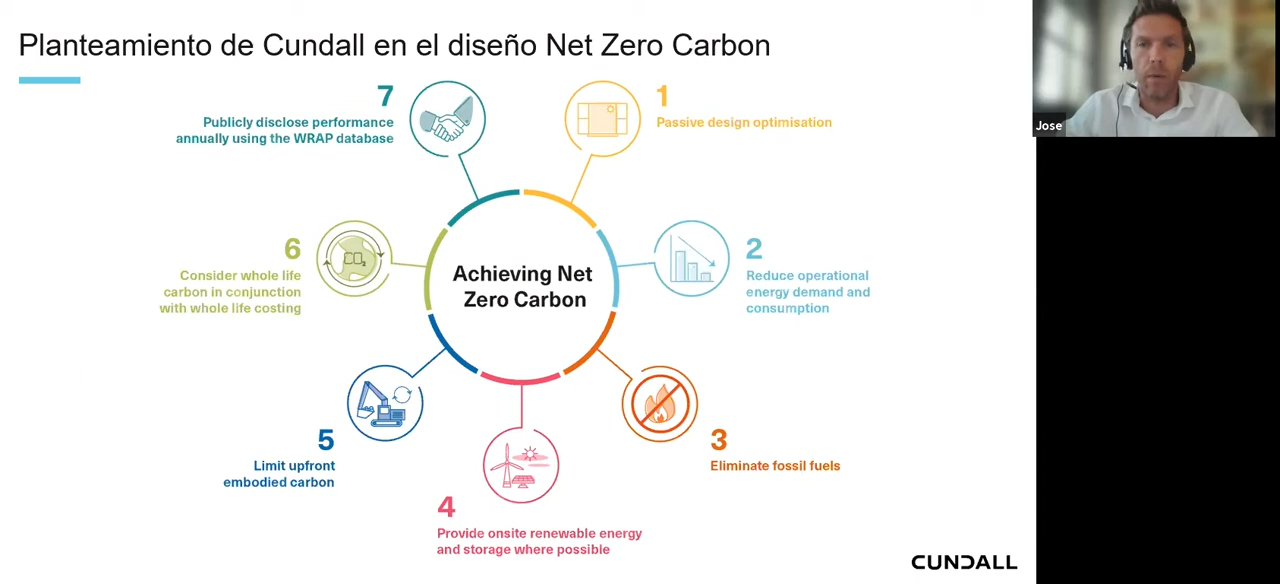 Planteamiento de Cundall en el diseño Net Zero Carbon
Jose
7
Publicly disclose performance
annually using the WRAP database
1
Passive design optimisation
6
Consider whole life
carbon in conjunction
with whole life costing
CO₂
Achieving Net
Zero Carbon
2
Reduce operational
energy demand and
consumption
5
Limit upfront
embodied carbon
3
Eliminate fossil fuels
4
Provide onsite renewable energy
and storage where possible
CUNDALL